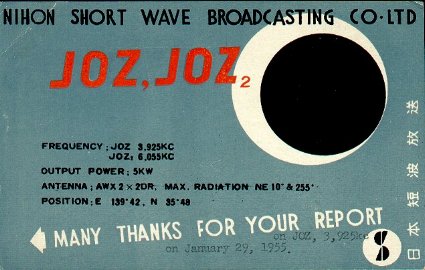 NIHON SHORT WAVE BROADCASTING CO·LTD
JOZ, JOZ2
FREQUENCY; JOZ 3,925KC
JOZ2 6,055KC
OUTPUT POWER; 5KW
ANTENNA; AWX 2 × 2DR, MAX. RADIATION NE 10° & 255°
POSITION; E 139°42, N 35°48
MANY THANKS FOR YOUR REPORT
on JOZ, 3,925kc
on January 29, 1955.
日本短波放送
S